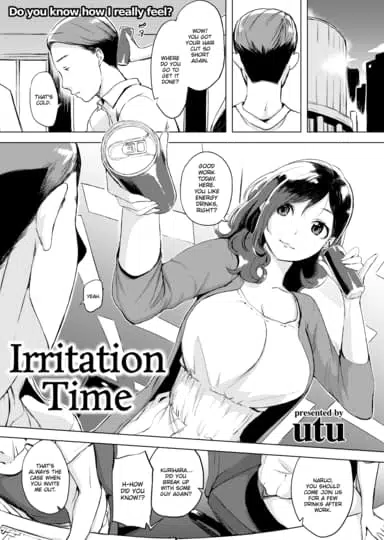 Do you know how I really feel?
WOW!
YOU GOT
YOUR HAIR
CUT SO
SHORT
AGAIN.
WHERE
DO YOU
GO TO
GET IT
DONE?
THAT'S
COLD.
GOOD
WORK
TODAY.
HERE.
YOU LIKE
ENERGY
DRINKS,
RIGHT?
YEAH.
Irritation
Time
presented by
utu
NARUO,
YOU SHOULD
COME JOIN US
FOR A FEW
DRINKS AFTER
WORK.
KURIHARA...
DID YOU
BREAK UP
WITH SOME
GUY AGAIN?
H-HOW
DID YOU
KNOW!?
THAT'S
ALWAYS
THE CASE
WHEN YOU
INVITE
ME OUT.